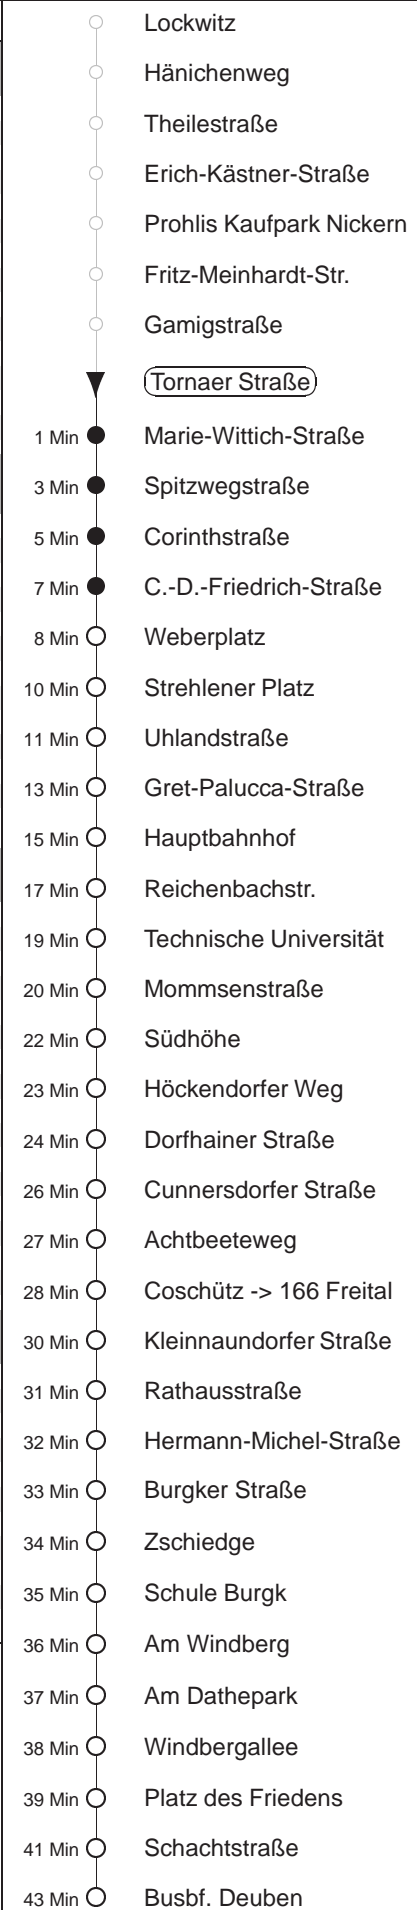 Lockwitz
Hänichenweg
Theilestraße
Erich-Kästner-Straße
Prohlis Kaufpark Nickern
Fritz-Meinhardt-Str.
Gamigstraße
Tornaer Straße
1 Min Marie-Wittich-Straße
3 Min Spitzwegstraße
5 Min Corinthstraße
7 Min C.-D.-Friedrich-Straße
8 Min Weberplatz
10 Min Strehlener Platz
11 Min Uhlandstraße
13 Min Gret-Palucca-Straße
15 Min Hauptbahnhof
17 Min Reichenbachstr.
19 Min Technische Universität
20 Min Mommsenstraße
22 Min Südhöhe
23 Min Höckendorfer Weg
24 Min Dorfhainer Straße
26 Min Cunnersdorfer Straße
27 Min Achtbeeteweg
28 Min Coschütz -> 166 Freital
30 Min Kleinnaundorfer Straße
31 Min Rathausstraße
32 Min Hermann-Michel-Straße
33 Min Burgker Straße
34 Min Zschiedge
35 Min Schule Burgk
36 Min Am Windberg
37 Min Am Dathepark
38 Min Windbergallee
39 Min Platz des Friedens
41 Min Schachtstraße
43 Min Busbf. Deuben